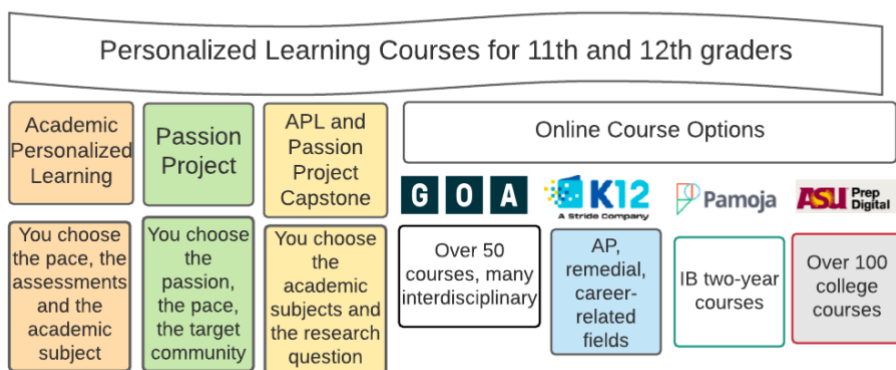 Personalized Learning Courses for 11th and 12th graders
Academic
Personalized
Learning
Passion
Project
APL and
Passion
Project
Capstone
Online Course Options
GOA
K12
A Stride Company
Pamoja
ASU Prep
Digital
You choose
the pace, the
assessments
and the
academic
subject
You choose
the
passion,
the pace,
the target
community
You choose
the
academic
subjects and
the research
question
Over 50
courses, many
interdisciplinary
AP,
remedial,
career-
related
fields
IB two-year
courses
Over 100
college
courses